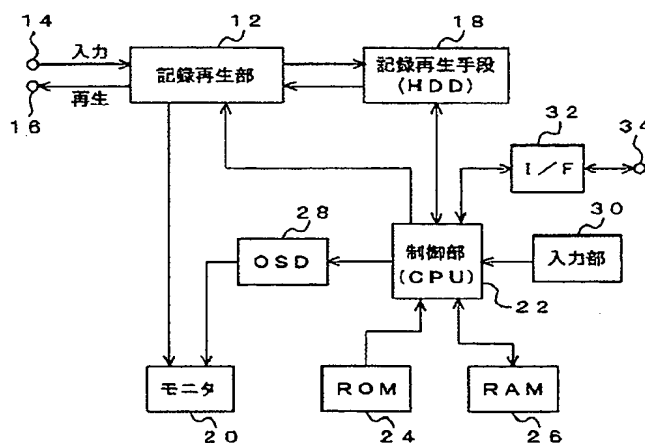 14
12
18
入力
記録再生部
記録再生手段
(HDD)
再生
16
32
34
I/F
28
30
OSD
制御部
(CPU)
入力部
22
モニタ
ROM
RAM
20
24
26